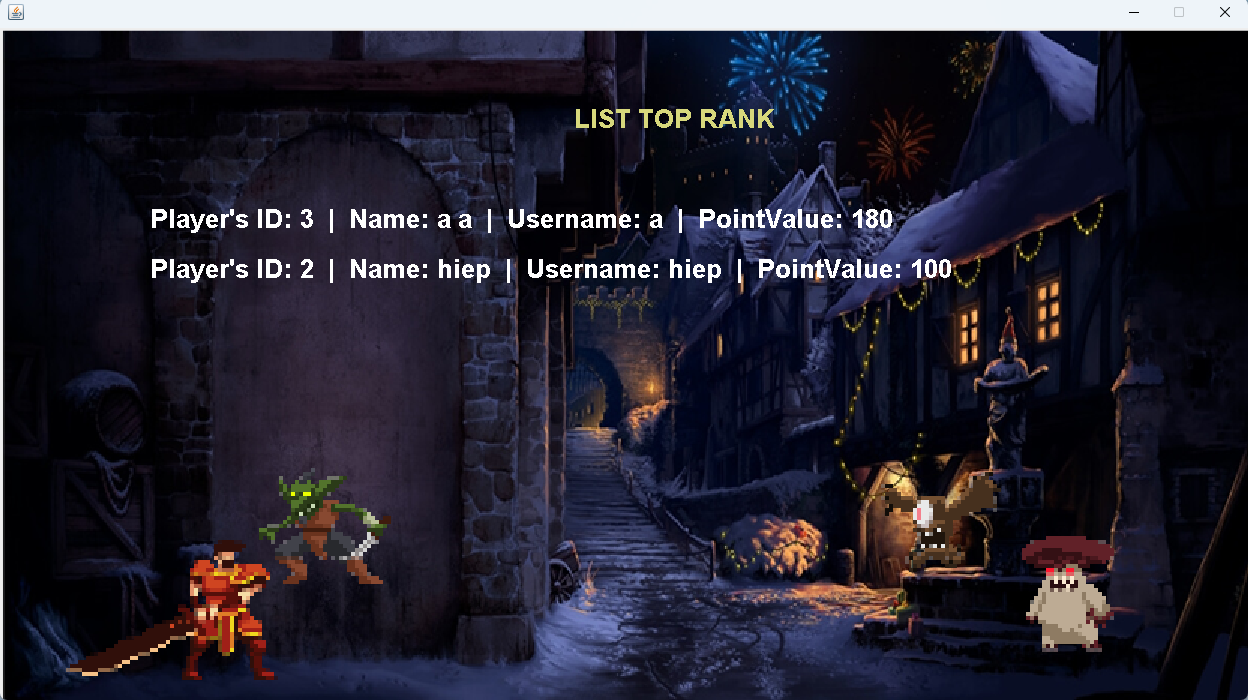 LIST TOP RANK
Player's ID: 3 | Name: a a | Username: a | PointValue: 180
Player's ID: 2 | Name: hiep | Username: hiep | PointValue: 100